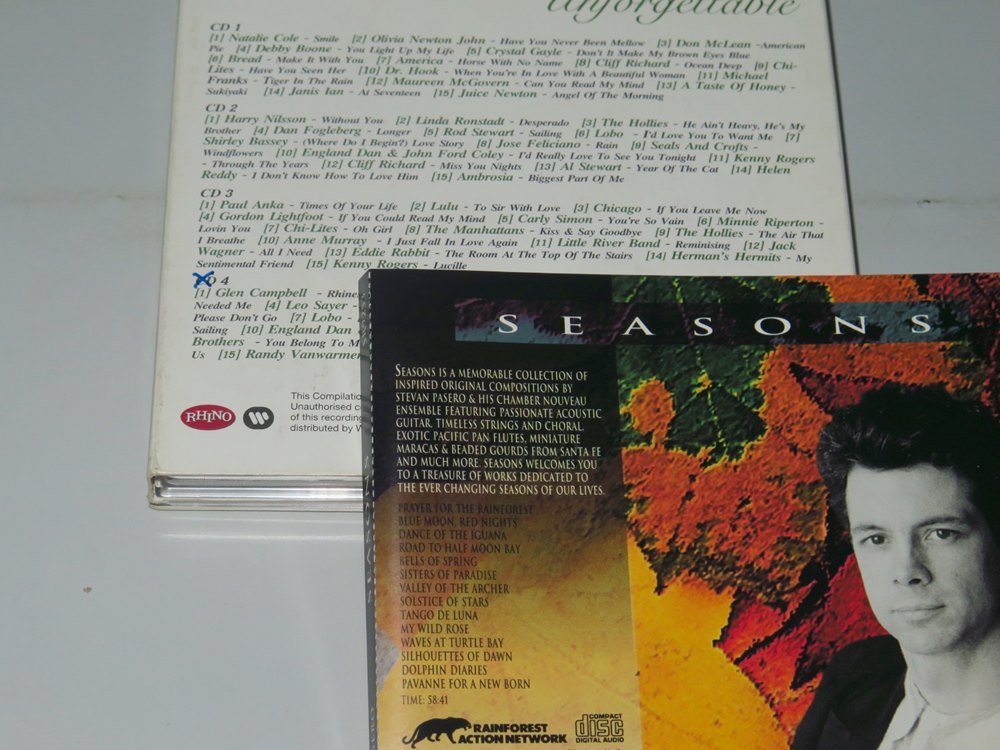 Unforgettable
CD 1
[1] Natalie Cole - Smile [2] Olivia Newton John - Have You Never Been Mellow [3] Don McLean -American
Pie [4] Debby Boone - You Light Up My Life [5] Crystal Gayle - Don't It Make My Brown Eyes Blue
[6] Bread - Make It With You [7] America - Horse With No Name [8] Cliff Richard - Ocean Deep [9] Chi-
Lites - Have You Seen Her [10] Dr. Hook - When You're In Love With A Beautiful Woman [11] Michael
Franks - Tiger In The Rain [12] Maureen McGovern - Can You Read My Mind [13] A Taste Of Honey -
Sukiyaki [14] Janis Ian - At Seventeen [15] Juice Newton - Angel Of The Morning
CD 2
[1] Harry Nilsson - Without You [2] Linda Ronstadt - Desperado [3] The Hollies - He Ain't Heavy, He's My
Brother [4] Dan Fogleberg - Longer [5] Rod Stewart - Sailing [6] Lobo - I'd Love You To Want Me [7]
Shirley Bassey - (Where Do I Begin?) Love Story [8] Jose Feliciano - Rain [9] Seals And Crofts -
Windflowers [10] England Dan & John Ford Coley - I'd Really Love To See You Tonight [11] Kenny Rogers
- Through The Years [12] Cliff Richard - Miss You Nights [13] Al Stewart - Year Of The Cat [14] Helen
Reddy - I Don't Know How To Love Him [15] Ambrosia - Biggest Part Of Me
CD 3
[1] Paul Anka - Times Of Your Life [2] Lulu - To Sir With Love [3] Chicago - If You Leave Me Now
[4] Gordon Lightfoot - If You Could Read My Mind [5] Carly Simon - You're So Vain [6] Minnie Riperton -
Lovin You [7] Chi-Lites - Oh Girl [8] The Manhattans - Kiss & Say Goodbye [9] The Hollies - The Air That
I Breathe [10] Anne Murray - I Just Fall In Love Again [11] Little River Band - Reminising [12] Jack
Wagner - All I Need [13] Eddie Rabbit - The Room At The Top Of The Stairs [14] Herman's Hermits - My
Sentimental Friend [15] Kenny Rogers - Lucille
CD 4
[1] Glen Campbell - Rhines
Needed Me [4] Leo Sayer -
Please Don't Go [7] Lobo -
Sailing [10] England Dan
Brothers - You Belong To M
Us [15] Randy Vanwarmer
This Compilatio
Unauthorised co
of this recording
distributed by W
RHINO
SEASONS
SEASONS IS A MEMORABLE COLLECTION OF
INSPIRED ORIGINAL COMPOSITIONS BY
STEVAN PASERO & HIS CHAMBER NOUVEAU
ENSEMBLE FEATURING PASSIONATE ACOUSTIC
GUITAR, TIMELESS STRINGS AND CHORAL,
EXOTIC PACIFIC PAN FLUTES, MINIATURE
MARACAS & BEADED GOURDS FROM SANTA FE
AND MUCH MORE. SEASONS WELCOMES YOU
TO A TREASURE OF WORKS DEDICATED TO
THE EVER CHANGING SEASONS OF OUR LIVES.
PRAYER FOR THE RAINFOREST
BLUE MOON, RED NIGHTS
DANCE OF THE IGUANA
ROAD TO HALF MOON BAY
BELLS OF SPRING
SISTERS OF PARADISE
VALLEY OF THE ARCHER
SOLSTICE OF STARS
TANGO DE LUNA
MY WILD ROSE
WAVES AT TURTLE BAY
SILHOUETTES OF DAWN
DOLPHIN DIARIES
PAVANNE FOR A NEW BORN
TIME: 58:41
RAINFOREST
ACTION NETWORK
COMPACT
disc
DIGITAL AUDIO
SEASONS